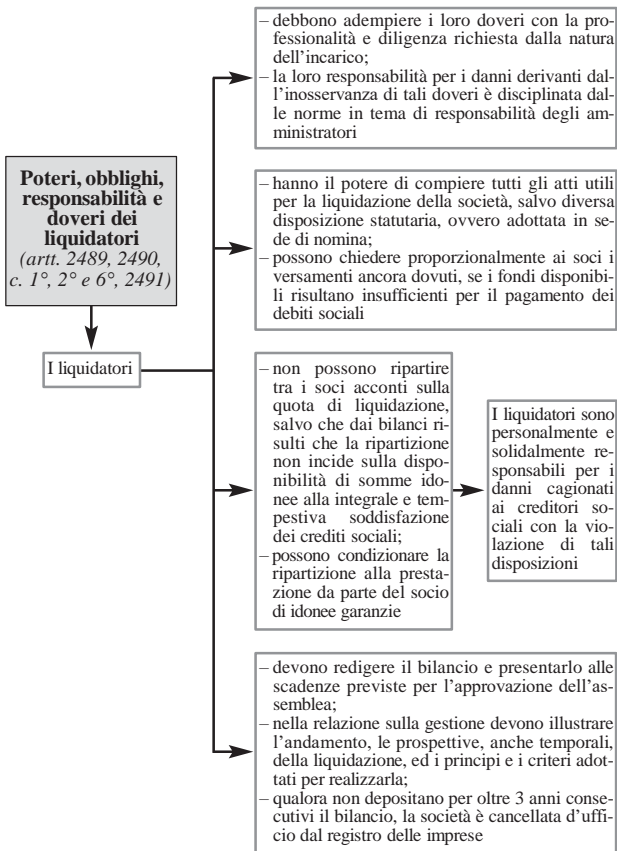 – debbono adempiere i loro doveri con la pro-
fessionalità e diligenza richiesta dalla natura
dell'incarico;
– la loro responsabilità per i danni derivanti dal-
l'inosservanza di tali doveri è disciplinata dal-
le norme in tema di responsabilità degli am-
ministratori
Poteri, obblighi,
responsabilità e
doveri dei
liquidatori
(artt. 2489, 2490,
c. 1°, 2° e 6°, 2491)
I liquidatori
– hanno il potere di compiere tutti gli atti utili
per la liquidazione della società, salvo diversa
disposizione statutaria, ovvero adottata in se-
de di nomina;
– possono chiedere proporzionalmente ai soci i
versamenti ancora dovuti, se i fondi disponibi-
li risultano insufficienti per il pagamento dei
debiti sociali
– non possono ripartire
tra i soci acconti sulla
quota di liquidazione,
salvo che dai bilanci ri-
sulti che la ripartizione
non incide sulla dispo-
nibilità di somme ido-
nee alla integrale e tem-
pestiva soddisfazione
dei crediti sociali;
– possono condizionare la
ripartizione alla presta-
zione da parte del socio
di idonee garanzie
I liquidatori sono
personalmente e
solidalmente re-
sponsabili per i
danni cagionati
ai creditori so-
ciali con la vio-
lazione di tali
disposizioni
– devono redigere il bilancio e presentarlo alle
scadenze previste per l'approvazione dell'as-
semblea;
– nella relazione sulla gestione devono illustrare
l'andamento, le prospettive, anche temporali,
della liquidazione, ed i principi e i criteri adot-
tati per realizzarla;
– qualora non depositano per oltre 3 anni conse-
cutivi il bilancio, la società è cancellata d'uffi-
cio dal registro delle imprese